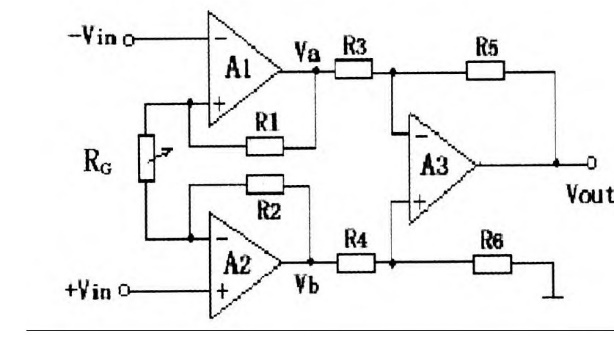 -Vin
-
A1
+
Va
R3
R5
R1
RG
-
A3
+
Vout
R2
-
A2
+
+Vin
Vb
R4
R6